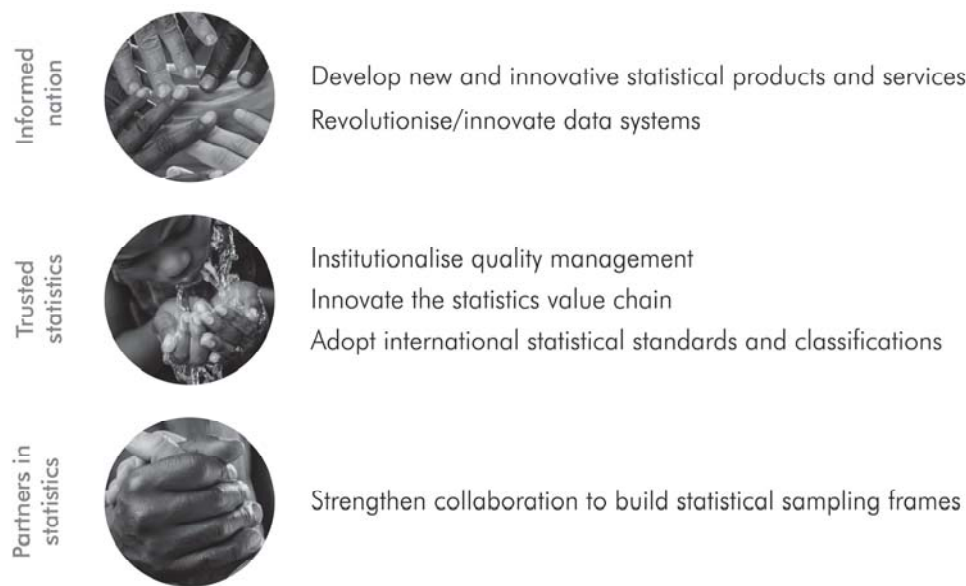 Informed
nation
Develop new and innovative statistical products and services
Revolutionise/innovate data systems
Trusted
statistics
Institutionalise quality management
Innovate the statistics value chain
Adopt international statistical standards and classifications
Partners in
statistics
Strengthen collaboration to build statistical sampling frames